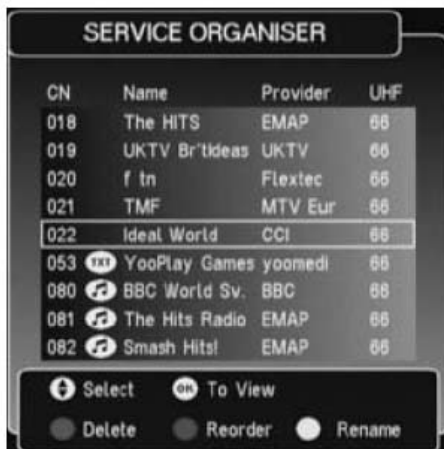 SERVICE ORGANISER
CN Name Provider UHF
018 The HITS EMAP 66
019 UKTV Br'tIdeas UKTV 66
020 f tn Flextec 66
021 TMF MTV Eur 66
022 Ideal World CCI 66
053 TXT YooPlay Games yoomedi 66
080 BBC World Sv. BBC 66
081 The Hits Radio EMAP 66
082 Smash Hits! EMAP 66
Select OK To View
Delete Reorder Rename